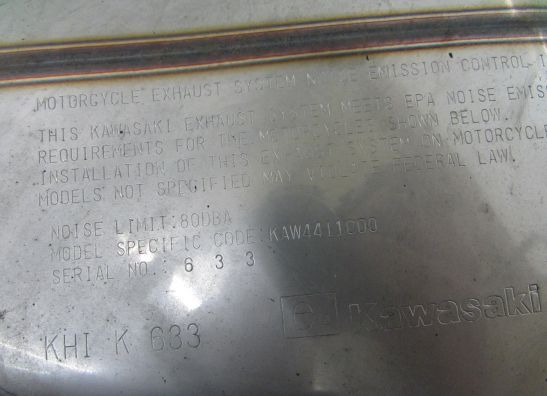 MOTORCYCLE EXHAUST SYSTEM NOISE EMISSION CONTROL I
THIS KAWASAKI EXHAUST SYSTEM MEETS EPA NOISE EMIS
REQUIREMENTS FOR THE MOTORCYCLES SHOWN BELOW.
INSTALLATION OF THIS EXHAUST SYSTEM ON MOTORCYCLE
MODELS NOT SPECIFIED MAY VIOLATE FEDERAL LAW.
NOISE LIMIT:80DBA
MODEL SPECIFIC CODE:KAW4411000
SERIAL NO.: 6 3 3
Kawasaki
KHI K 633